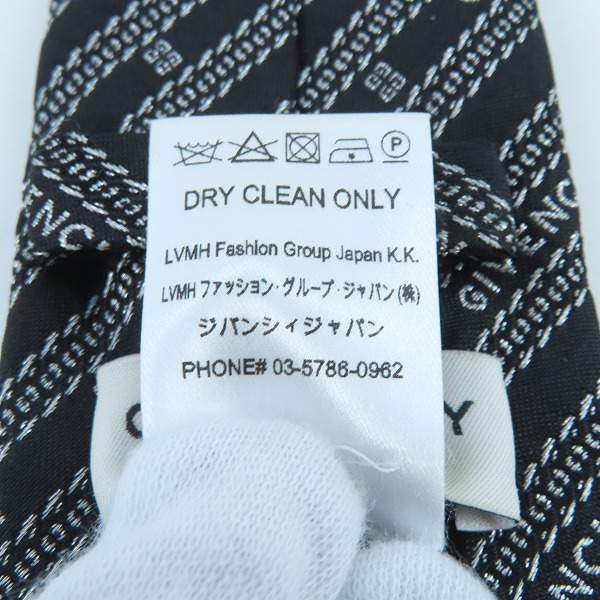 P
DRY CLEAN ONLY
LVMH Fashion Group Japan K.K.
LVMH ファッション・グループ・ジャパン(株)
ジバンシィジャパン
PHONE# 03-5786-0962